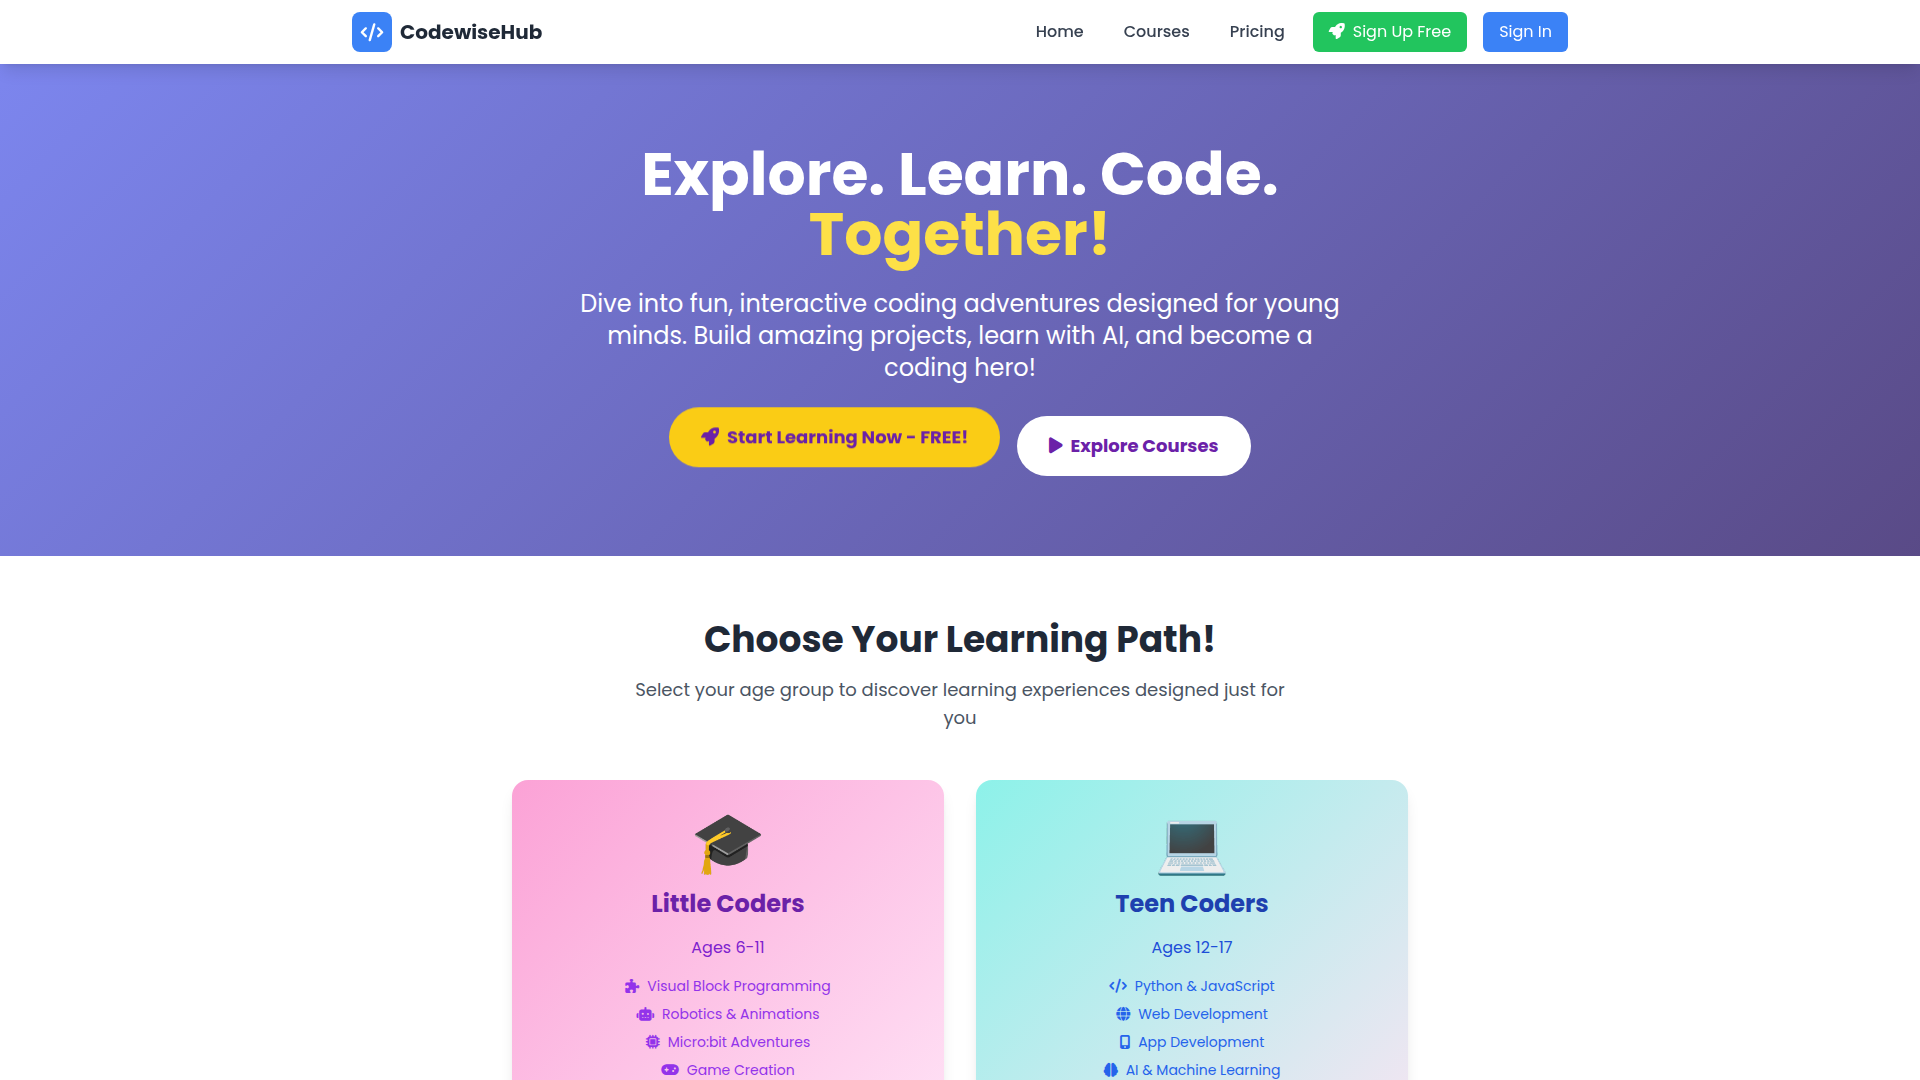 CodewiseHub
Home
Courses
Pricing
Sign Up Free
Sign In
Explore. Learn. Code.
Together!
Dive into fun, interactive coding adventures designed for young
minds. Build amazing projects, learn with AI, and become a
coding hero!
Start Learning Now - FREE!
Explore Courses
Choose Your Learning Path!
Select your age group to discover learning experiences designed just for
you
Little Coders
Ages 6-11
Visual Block Programming
Robotics & Animations
Micro:bit Adventures
Game Creation
Teen Coders
Ages 12-17
Python & JavaScript
Web Development
App Development
AI & Machine Learning